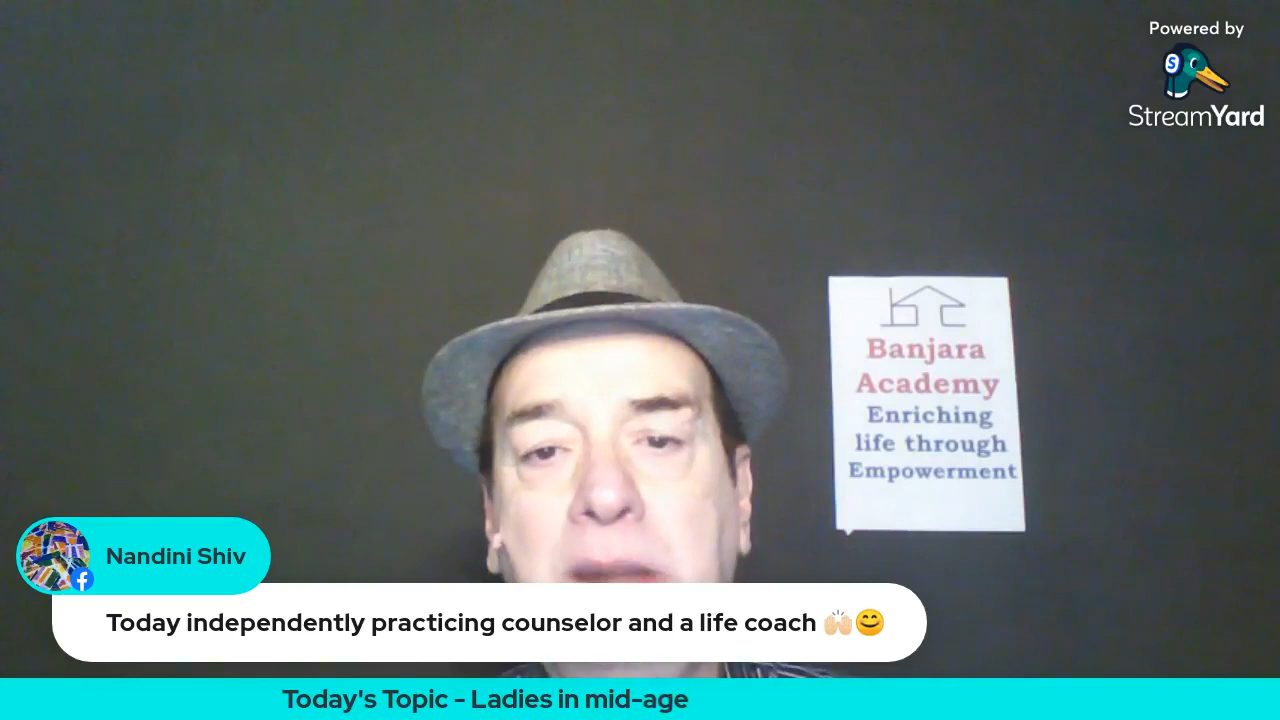 Powered by
StreamYard
Banjara
Academy
Enriching
life through
Empowerment
Nandini Shiv
Today independently practicing counselor and a life coach 🙌🏻😊
Today's Topic - Ladies in mid-age